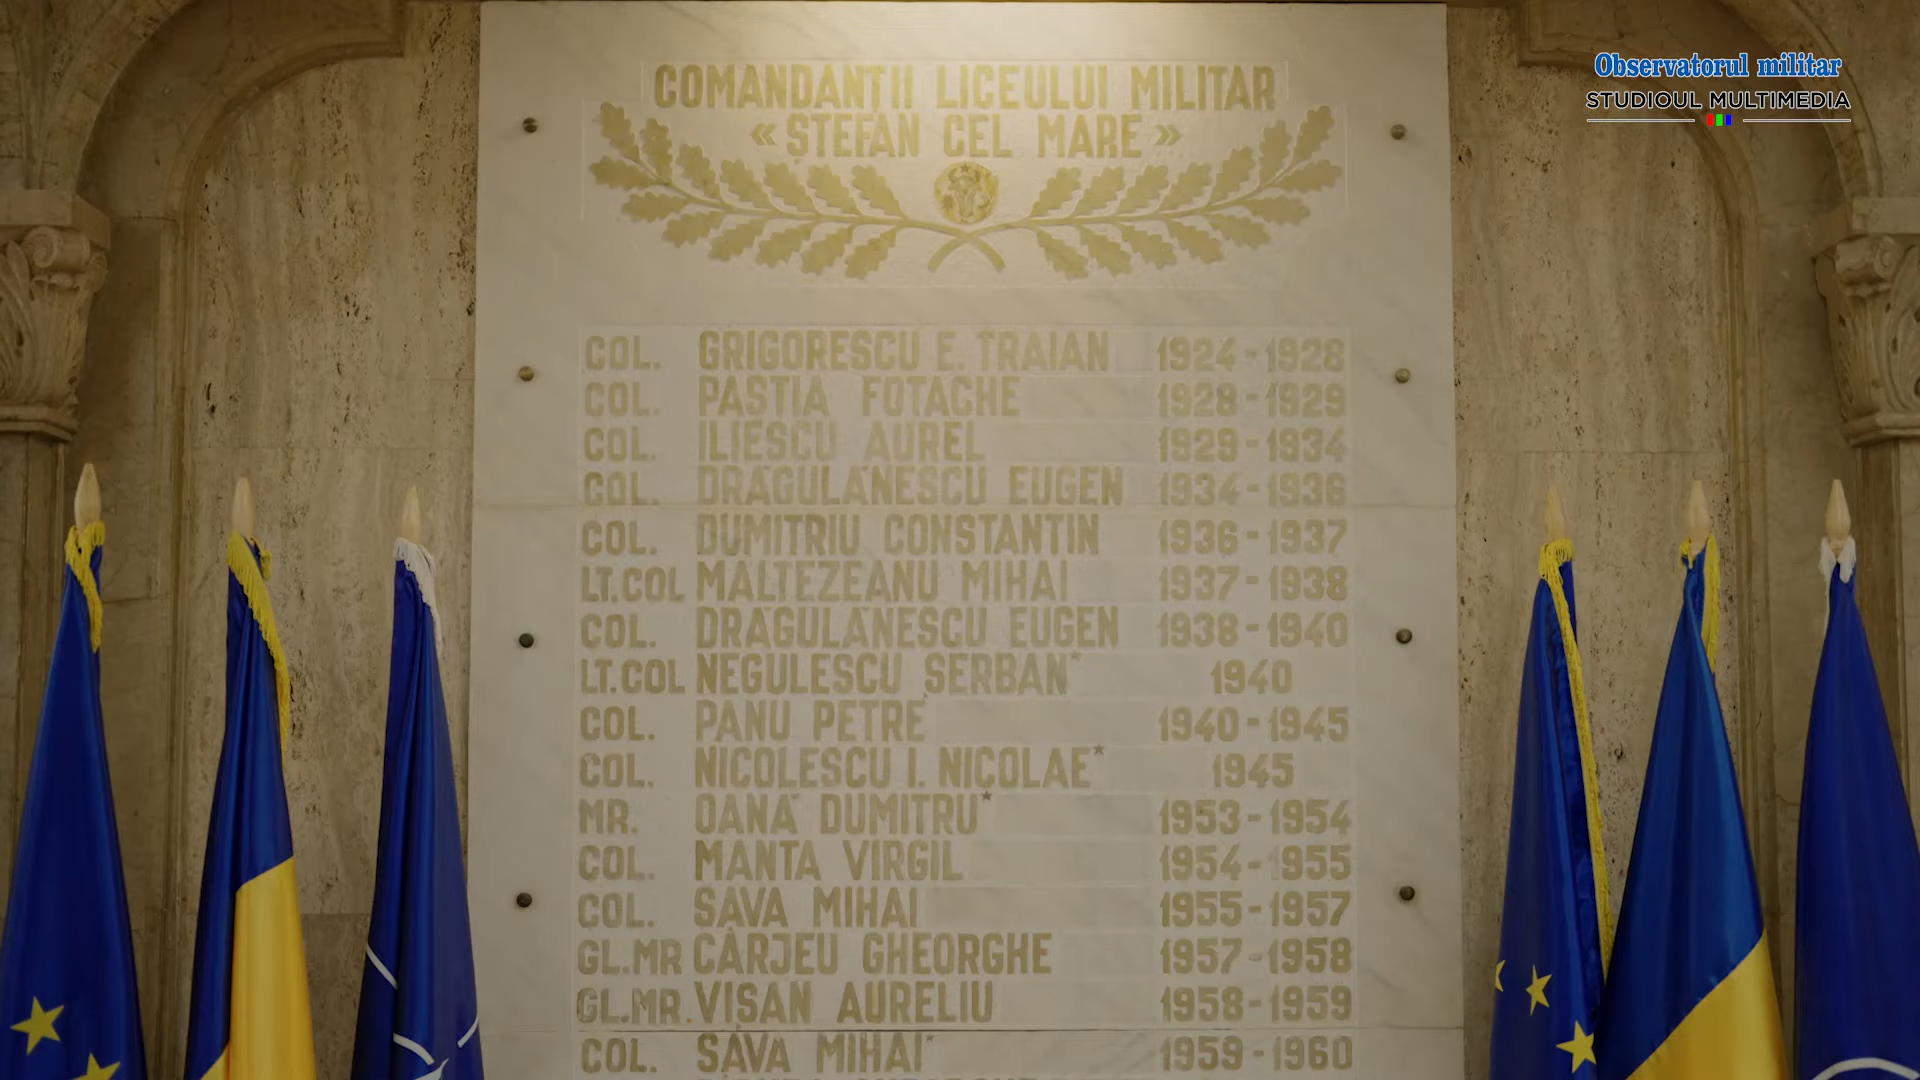 Observatorul militar
STUDIOUL MULTIMEDIA
COMANDANȚII LICEULUI MILITAR
« ȘTEFAN CEL MARE »
COL. GRIGORESCU E. TRAIAN 1924-1928
COL. PASTIA FOTACHE 1928-1929
COL. ILIESCU AUREL 1929-1934
COL. DRĂGULĂNESCU EUGEN 1934-1936
COL. DUMITRIU CONSTANTIN 1936-1937
LT.COL MALTEZEANU MIHAI 1937-1938
COL. DRĂGULĂNESCU EUGEN 1938-1940
LT.COL NEGULESCU ȘERBAN* 1940
COL. PANU PETRE 1940-1945
COL. NICOLESCU I. NICOLAE* 1945
MR. OANĂ DUMITRU* 1953-1954
COL. MANTA VIRGIL 1954-1955
COL. SAVA MIHAI 1955-1957
GL.MR CÂRJEU GHEORGHE 1957-1958
GL.MR. VIȘAN AURELIU 1958-1959
COL. SAVA MIHAI* 1959-1960